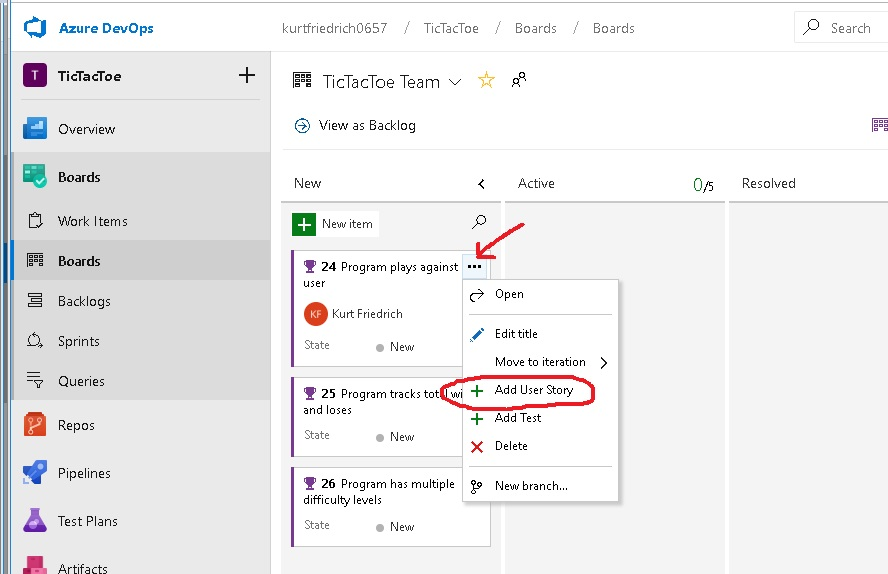 Azure DevOps
kurtfriedrich0657 / TicTacToe / Boards / Boards
Search
T TicTacToe
Overview
Boards
Work Items
Boards
Backlogs
Sprints
Queries
Repos
Pipelines
Test Plans
Artifacts
TicTacToe Team
View as Backlog
New
Active 0/5
Resolved
New item
24 Program plays against
user
KF Kurt Friedrich
State New
25 Program tracks total wi
and loses
State New
26 Program has multiple
difficulty levels
State New
Open
Edit title
Move to iteration
Add User Story
Add Test
Delete
New branch...